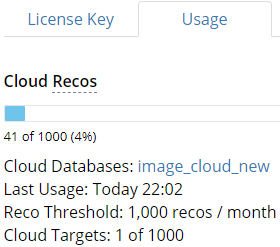 License Key
Usage
Cloud Recos
41 of 1000 (4%)
Cloud Databases: image_cloud_new
Last Usage: Today 22:02
Reco Threshold: 1,000 recos / month
Cloud Targets: 1 of 1000